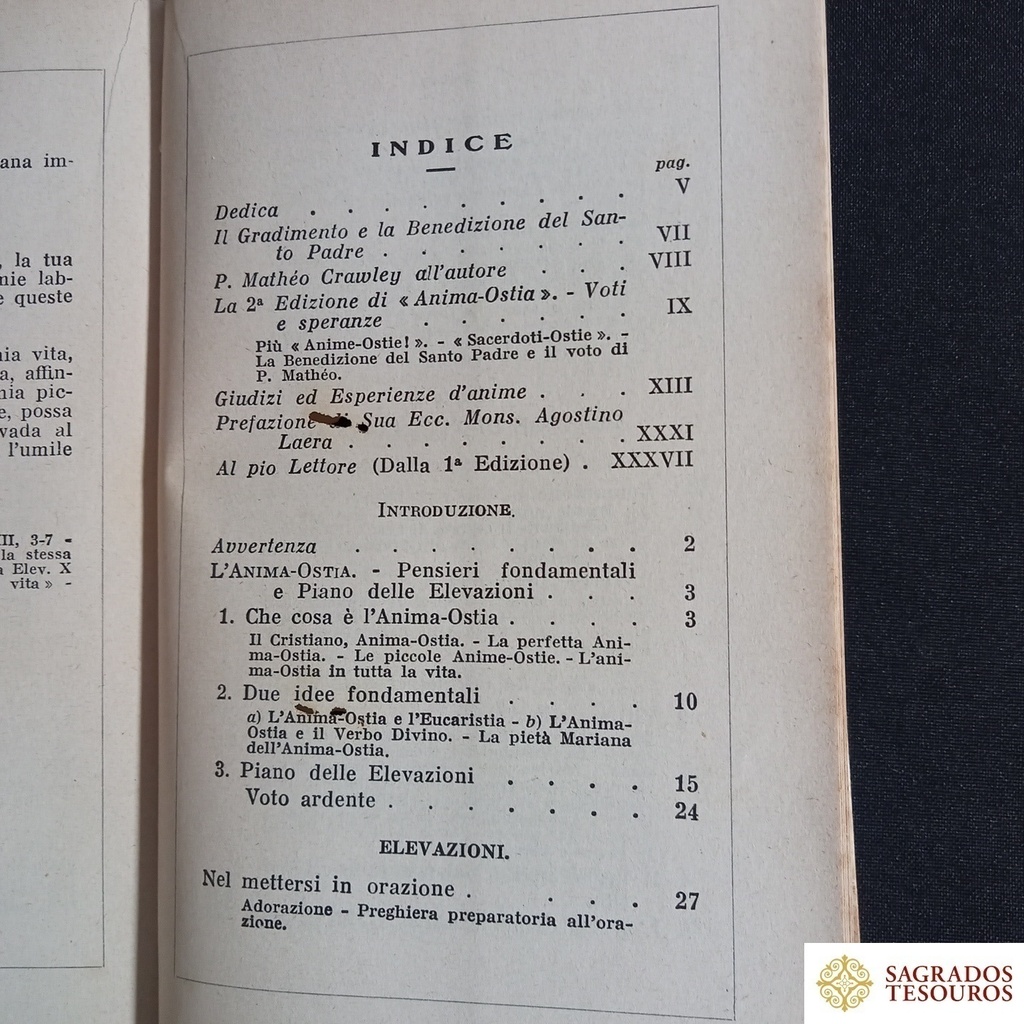 ana im-
, la tua
nie lab-
e queste
nia vita,
a, affin-
nia pic-
e, possa
vada al
l'umile
II, 3-7 -
la stessa
a Elev. X
vita » -
INDICE
pag.
Dedica . . . . . . . . V
Il Gradimento e la Benedizione del San-
to Padre . . . . . . VII
P. Mathéo Crawley all'autore . . . VIII
La 2ª Edizione di « Anima-Ostia ». - Voti
e speranze . . . . . . IX
Più « Anime-Ostie! ». - « Sacerdoti-Ostie ». -
La Benedizione del Santo Padre e il voto di
P. Mathéo.
Giudizi ed Esperienze d'anime . . . XIII
Prefazione di Sua Ecc. Mons. Agostino
Laera . . . . . . . XXXI
Al pio Lettore (Dalla 1ª Edizione) . XXXVII
INTRODUZIONE.
Avvertenza . . . . . . . 2
L'ANIMA-OSTIA. - Pensieri fondamentali
e Piano delle Elevazioni . . . 3
1. Che cosa è l'Anima-Ostia . . . . 3
Il Cristiano, Anima-Ostia. - La perfetta Ani-
ma-Ostia. - Le piccole Anime-Ostie. - L'ani-
ma-Ostia in tutta la vita.
2. Due idee fondamentali . . . . 10
a) L'Anima-Ostia e l'Eucaristia - b) L'Anima-
Ostia e il Verbo Divino. - La pietà Mariana
dell'Anima-Ostia.
3. Piano delle Elevazioni . . . . 15
Voto ardente . . . . . . . 24
ELEVAZIONI.
Nel mettersi in orazione . . . . 27
Adorazione - Preghiera preparatoria all'ora-
zione.
SAGRADOS
TESOUROS